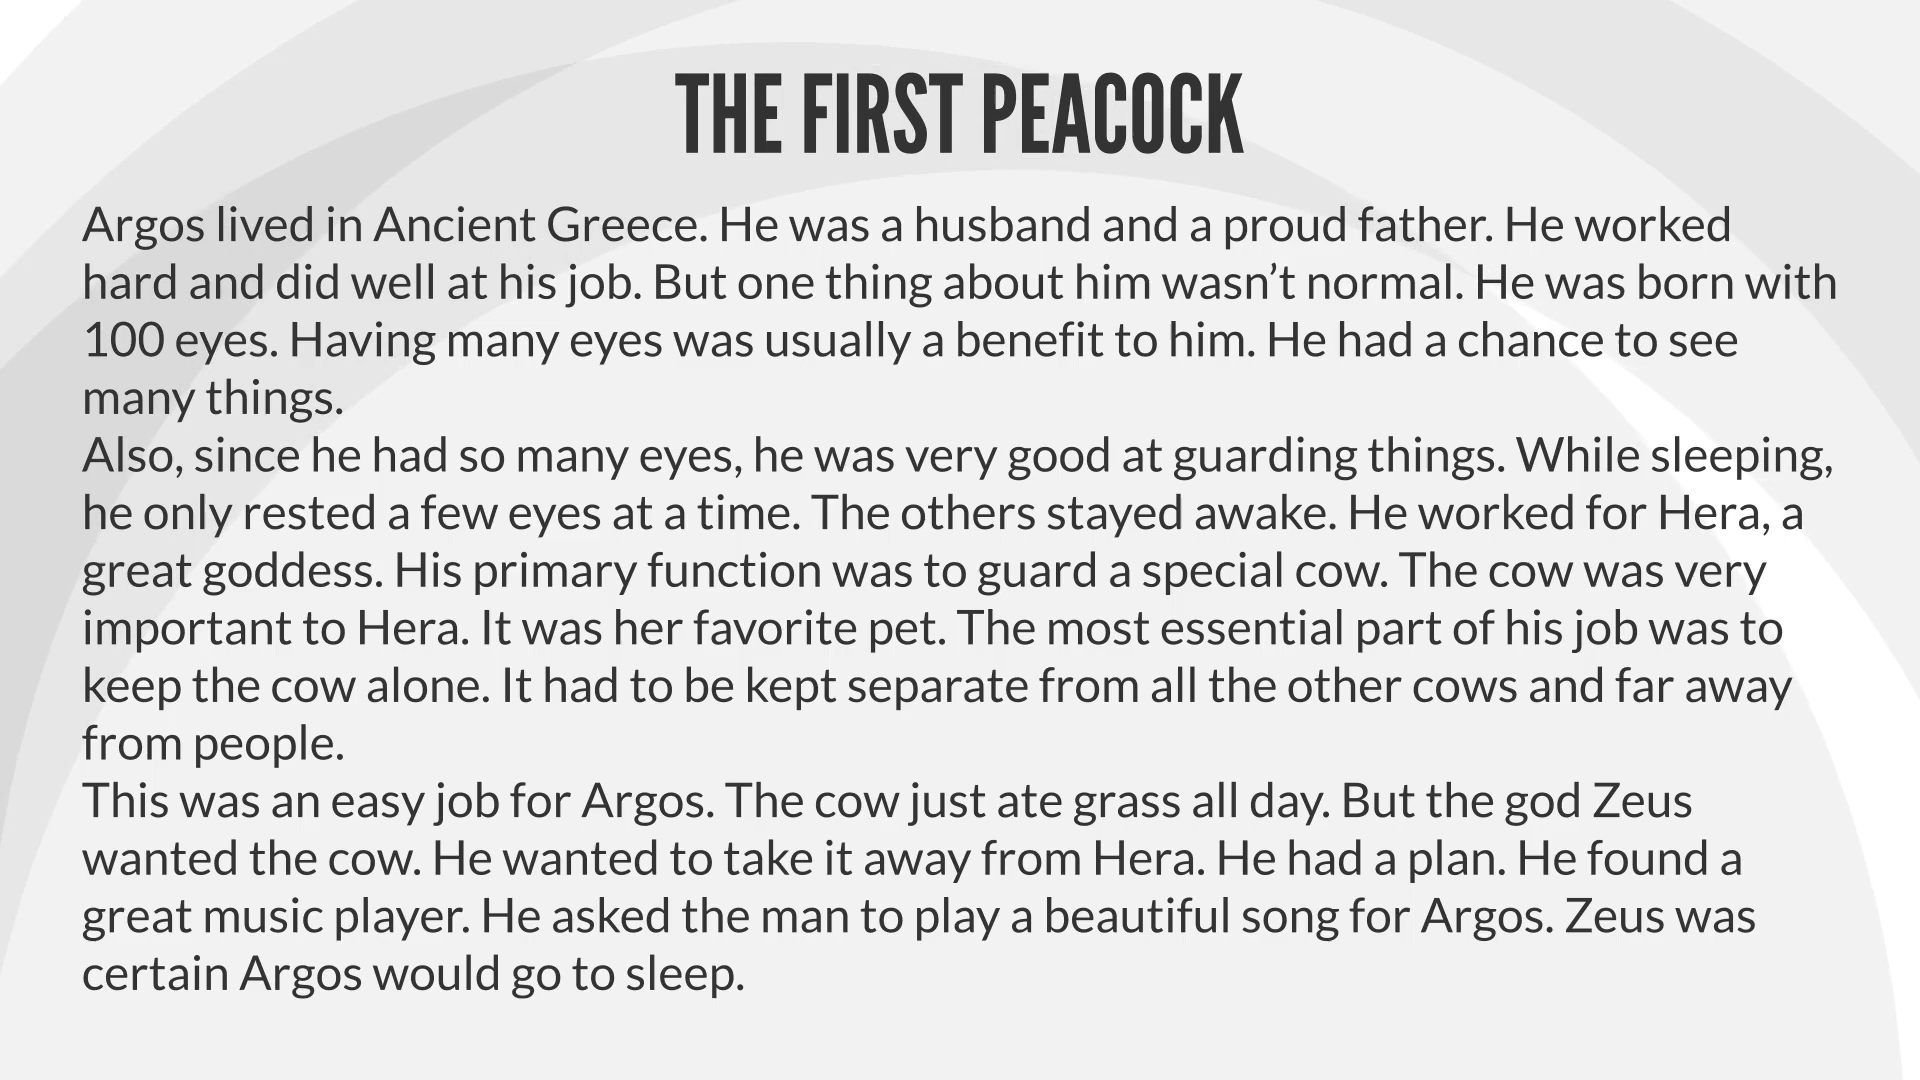 THE FIRST PEACOCK
Argos lived in Ancient Greece. He was a husband and a proud father. He worked
hard and did well at his job. But one thing about him wasn’t normal. He was born with
100 eyes. Having many eyes was usually a benefit to him. He had a chance to see
many things.
Also, since he had so many eyes, he was very good at guarding things. While sleeping,
he only rested a few eyes at a time. The others stayed awake. He worked for Hera, a
great goddess. His primary function was to guard a special cow. The cow was very
important to Hera. It was her favorite pet. The most essential part of his job was to
keep the cow alone. It had to be kept separate from all the other cows and far away
from people.
This was an easy job for Argos. The cow just ate grass all day. But the god Zeus
wanted the cow. He wanted to take it away from Hera. He had a plan. He found a
great music player. He asked the man to play a beautiful song for Argos. Zeus was
certain Argos would go to sleep.